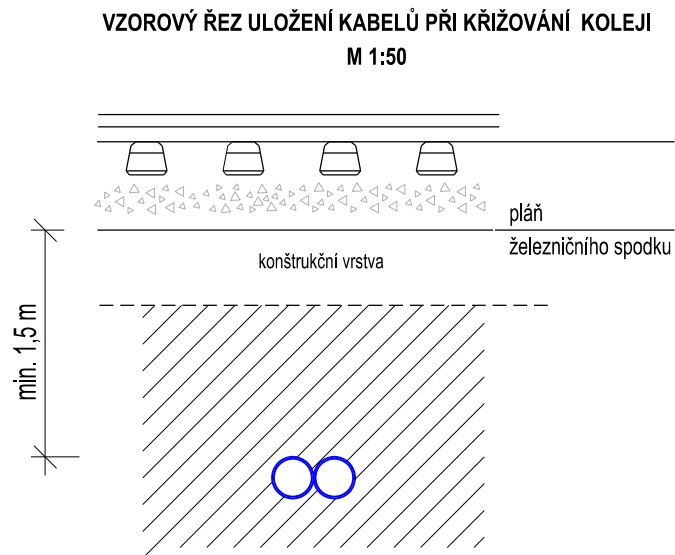 VZOROVÝ ŘEZ ULOŽENÍ KABELŮ PŘI KŘIŽOVÁNÍ KOLEJI
M 1:50
pláň
železničního spodku
konštrukční vrstva
min. 1,5 m